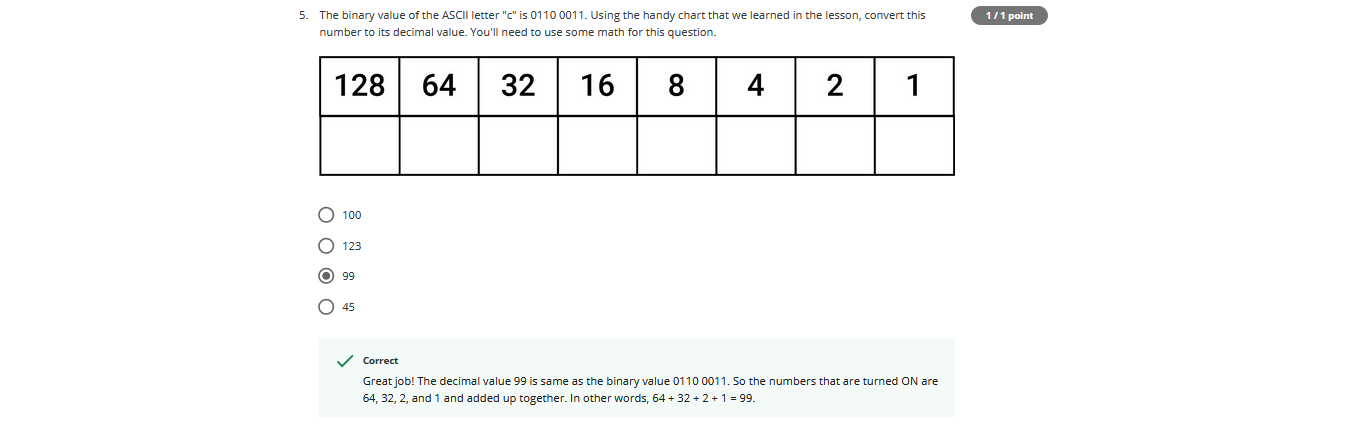 5. The binary value of the ASCII letter "c" is 0110 0011. Using the handy chart that we learned in the lesson, convert this
number to its decimal value. You'll need to use some math for this question.
1 / 1 point
128 64 32 16 8 4 2 1
100
123
99
45
Correct
Great job! The decimal value 99 is same as the binary value 0110 0011. So the numbers that are turned ON are
64, 32, 2, and 1 and added up together. In other words, 64 + 32 + 2 + 1 = 99.